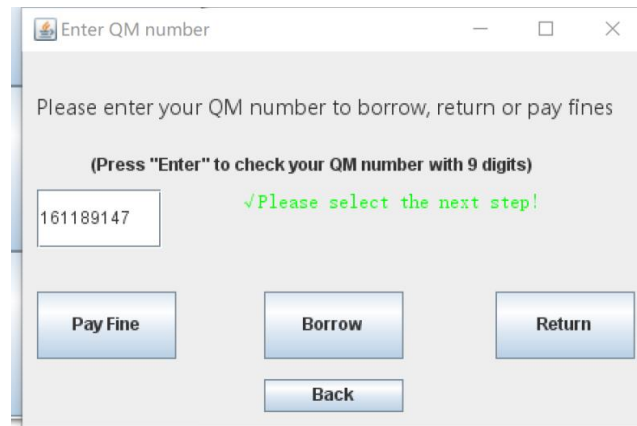 Enter QM number
Please enter your QM number to borrow, return or pay fines
(Press "Enter" to check your QM number with 9 digits)
161189147
√Please select the next step!
Pay Fine
Borrow
Return
Back